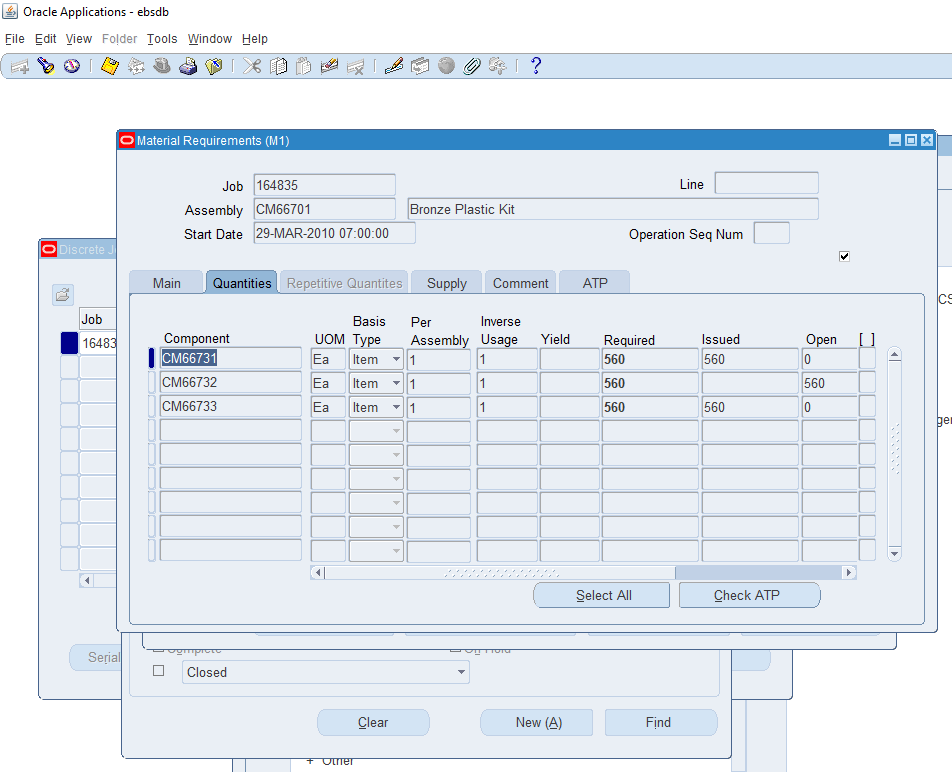 Oracle Applications - ebsdb
File Edit View Folder Tools Window Help
Material Requirements (M1)
Job 164835 Line
Assembly CM66701 Bronze Plastic Kit
Start Date 29-MAR-2010 07:00:00 Operation Seq Num
Discrete J
Main Quantities Repetitive Quantites Supply Comment ATP
Job
16483
Component UOM Basis Type Per Assembly Inverse Usage Yield Required Issued Open [ ]
CM66731 Ea Item 1 1 560 560 0
CM66732 Ea Item 1 1 560 560
CM66733 Ea Item 1 1 560 560 0
CS
ger
Select All Check ATP
Complete On Hold
Serial
Closed
Clear New (A) Find
+ Other